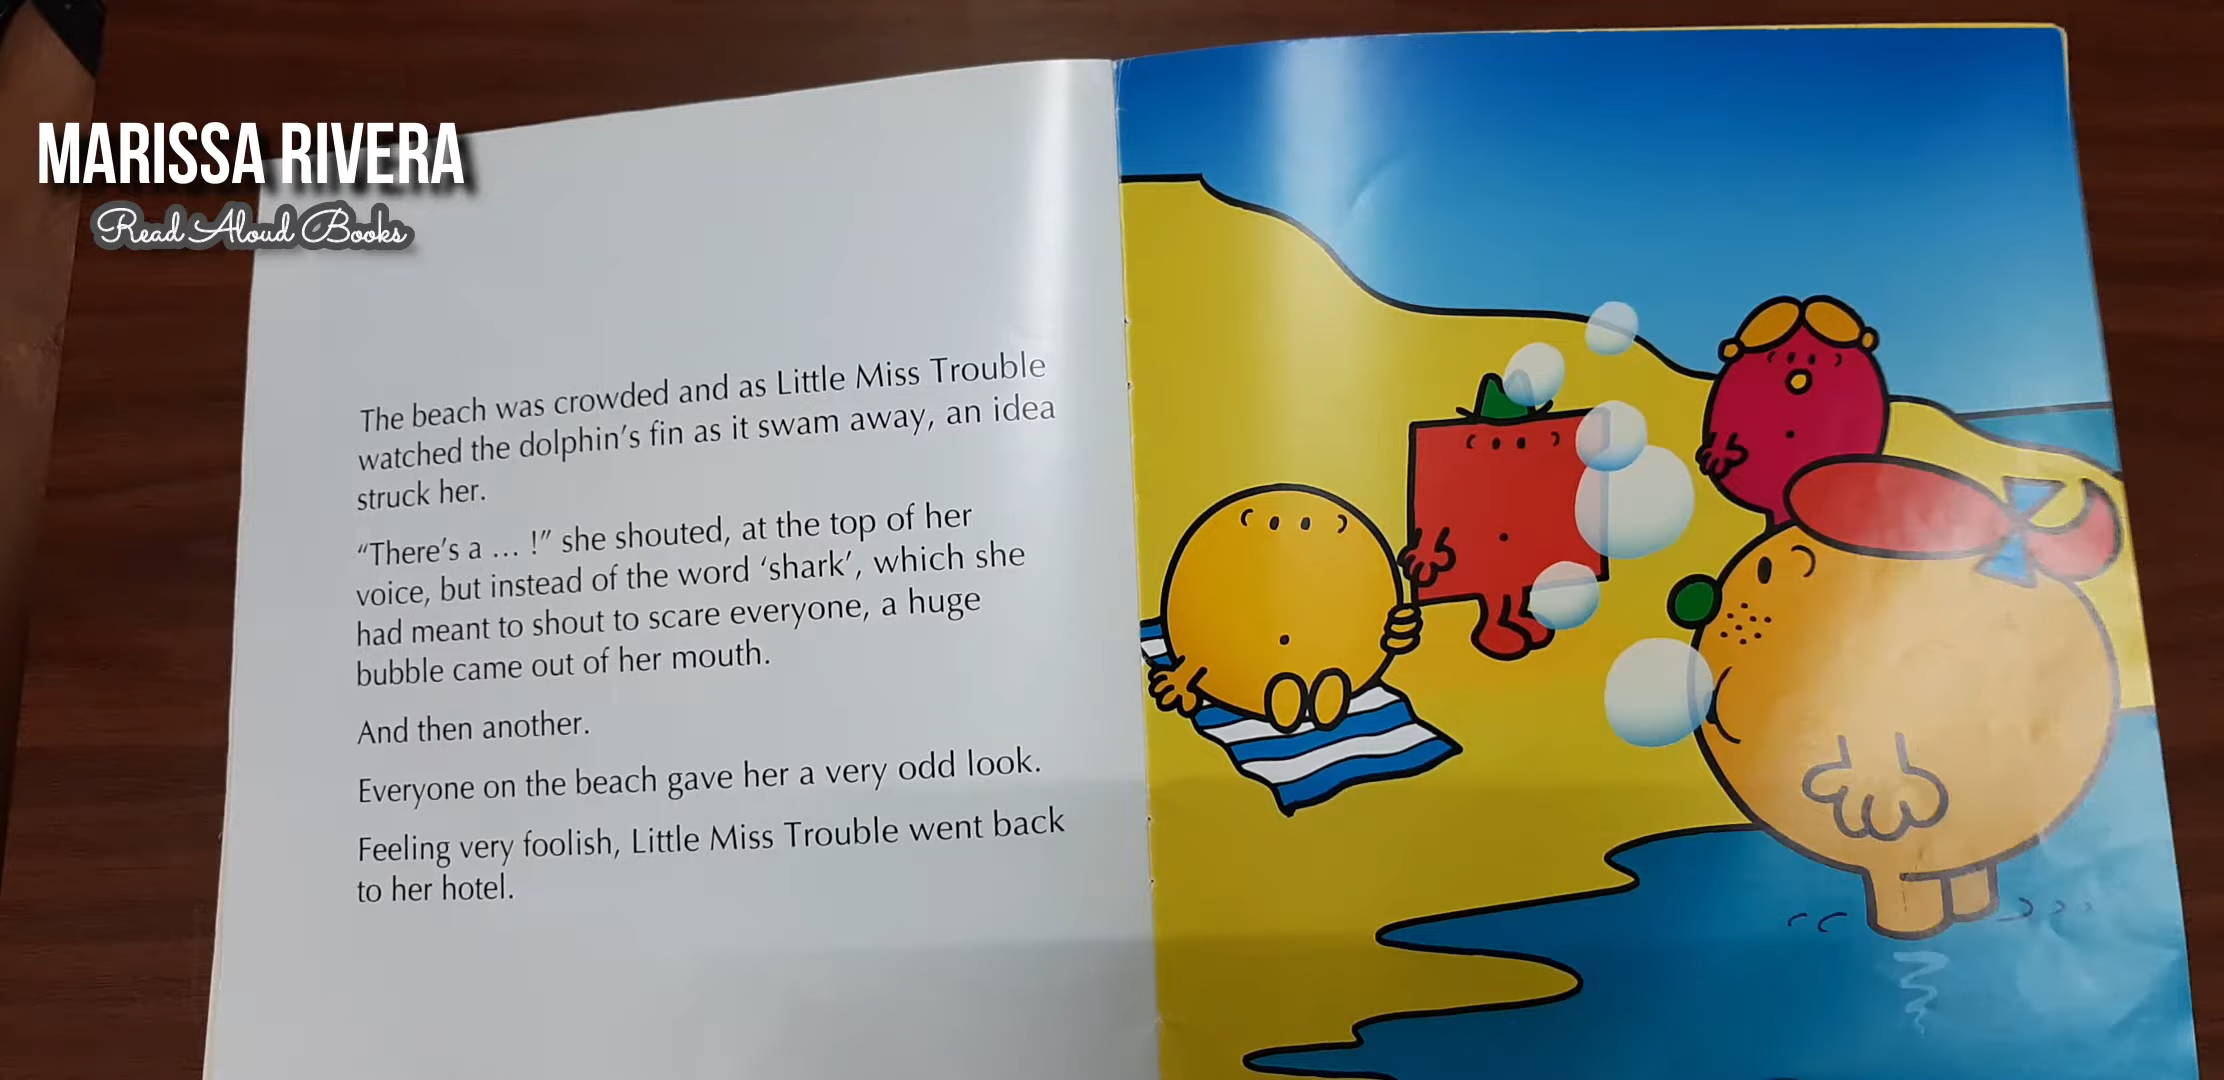 MARISSA RIVERA
Read Aloud Books
The beach was crowded and as Little Miss Trouble
watched the dolphin’s fin as it swam away, an idea
struck her.
“There’s a ... !” she shouted, at the top of her
voice, but instead of the word ‘shark’, which she
had meant to shout to scare everyone, a huge
bubble came out of her mouth.
And then another.
Everyone on the beach gave her a very odd look.
Feeling very foolish, Little Miss Trouble went back
to her hotel.